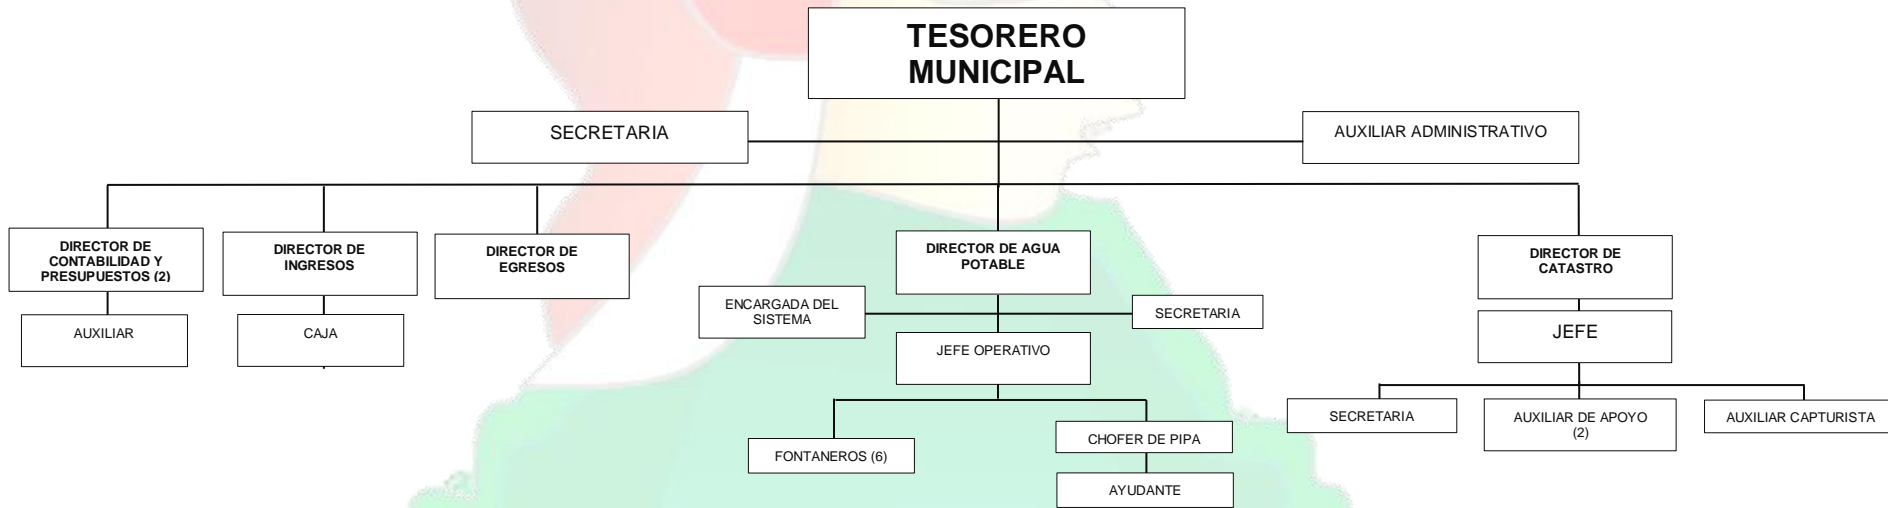 TESORERO
MUNICIPAL
SECRETARIA
AUXILIAR ADMINISTRATIVO
DIRECTOR DE
CONTABILIDAD Y
PRESUPUESTOS (2)
DIRECTOR DE
INGRESOS
DIRECTOR DE
EGRESOS
DIRECTOR DE AGUA
POTABLE
DIRECTOR DE
CATASTRO
AUXILIAR
CAJA
ENCARGADA DEL
SISTEMA
SECRETARIA
JEFE OPERATIVO
JEFE
FONTANEROS (6)
CHOFER DE PIPA
AYUDANTE
SECRETARIA
AUXILIAR DE APOYO
(2)
AUXILIAR CAPTURISTA